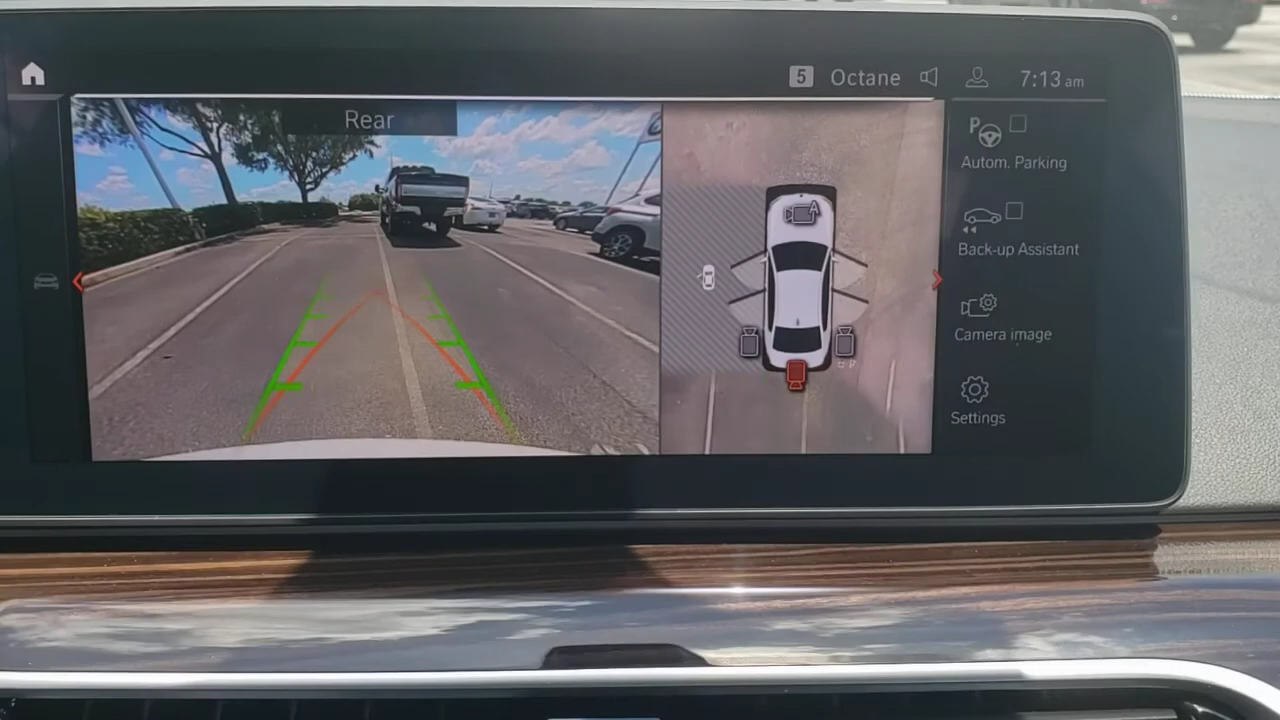 5 Octane 7:13 am
Rear
P
Autom. Parking
A
Back-up Assistant
Camera image
Settings